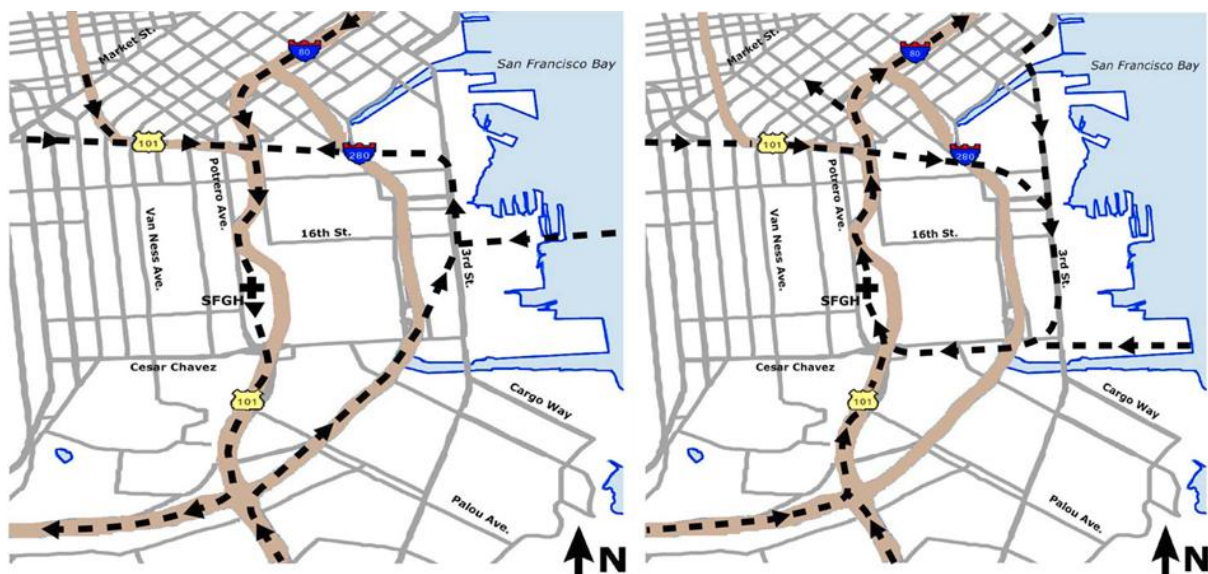 Market St.
80
San Francisco Bay
101
280
Potrero Ave.
Van Ness Ave.
16th St.
3rd St.
SFGH
Cesar Chavez
101
Cargo Way
Palou Ave.
N
Market St.
80
San Francisco Bay
101
280
Potrero Ave.
Van Ness Ave.
16th St.
3rd St.
SFGH
Cesar Chavez
101
Cargo Way
Palou Ave.
N